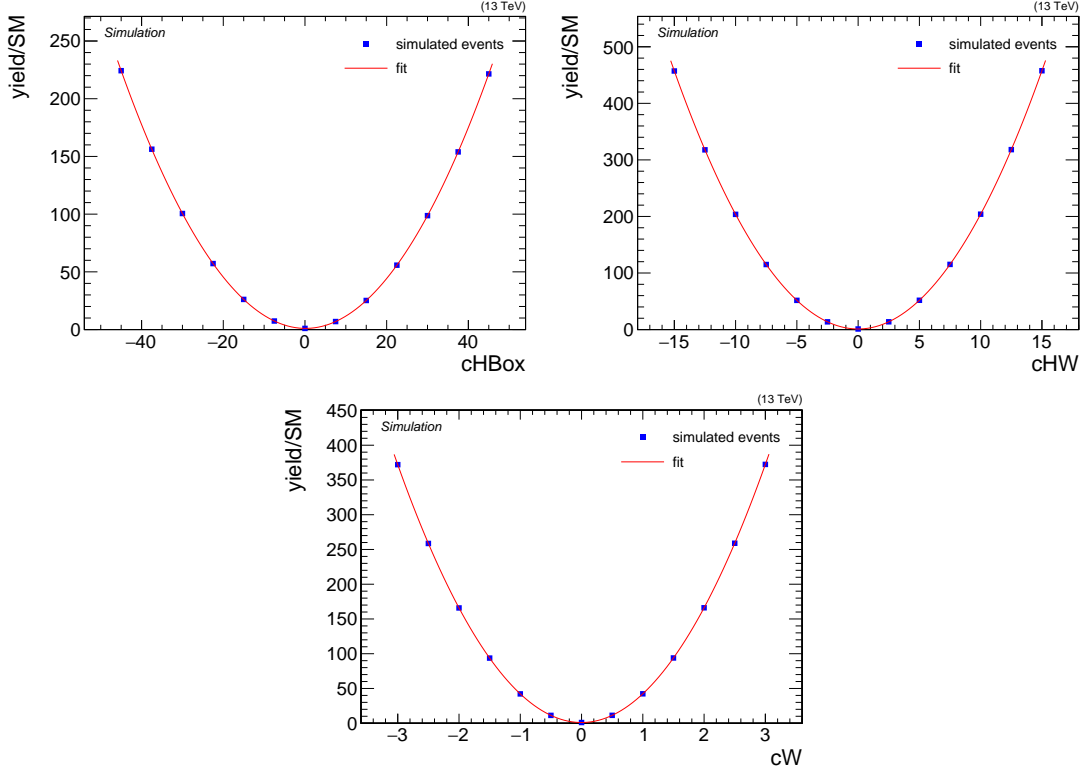 (13 TeV)
Simulation
simulated events
fit
yield/SM
250
200
150
100
50
0
−40 −20 0 20 40
cHBox
(13 TeV)
Simulation
simulated events
fit
yield/SM
500
400
300
200
100
0
−15 −10 −5 0 5 10 15
cHW
(13 TeV)
Simulation
simulated events
fit
yield/SM
450
400
350
300
250
200
150
100
50
0
−3 −2 −1 0 1 2 3
cW